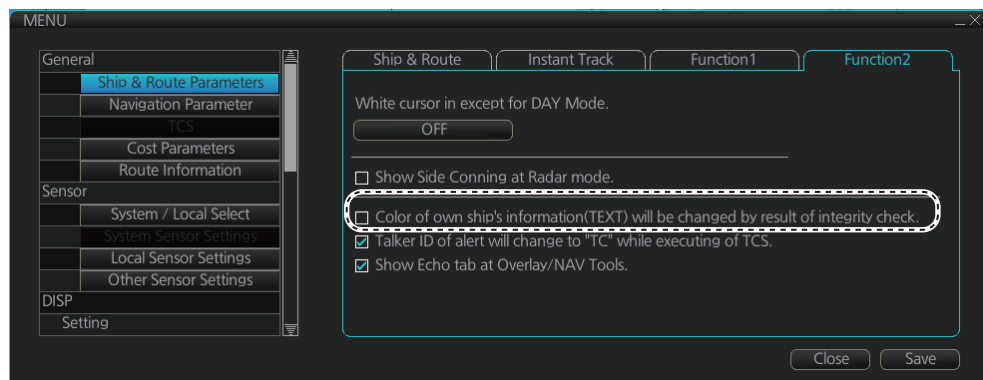 MENU
General
Ship & Route Parameters
Navigation Parameter
TCS
Cost Parameters
Route Information
Sensor
System / Local Select
System Sensor Settings
Local Sensor Settings
Other Sensor Settings
DISP
Setting
Ship & Route Instant Track Function1 Function2
White cursor in except for DAY Mode.
OFF
Show Side Conning at Radar mode.
Color of own ship's information(TEXT) will be changed by result of integrity check.
Talker ID of alert will change to "TC" while executing of TCS.
Show Echo tab at Overlay/NAV Tools.
Close Save